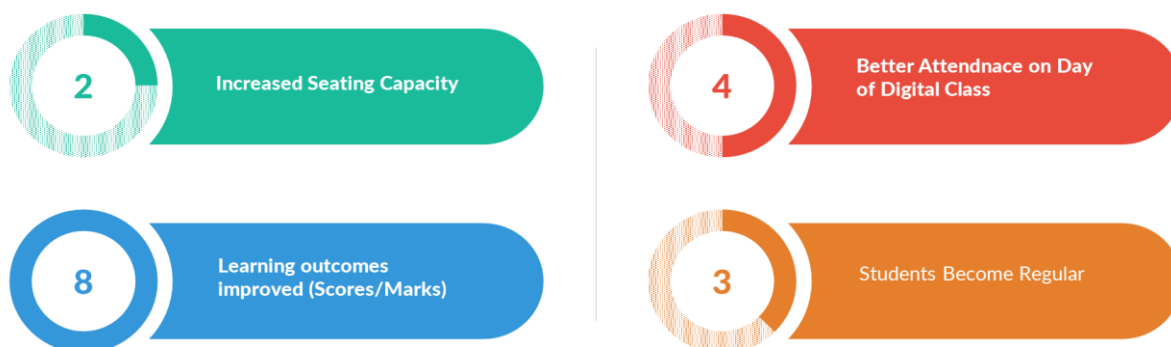 2
Increased Seating Capacity
4
Better Attendnace on Day
of Digital Class
8
Learning outcomes
improved (Scores/Marks)
3
Students Become Regular